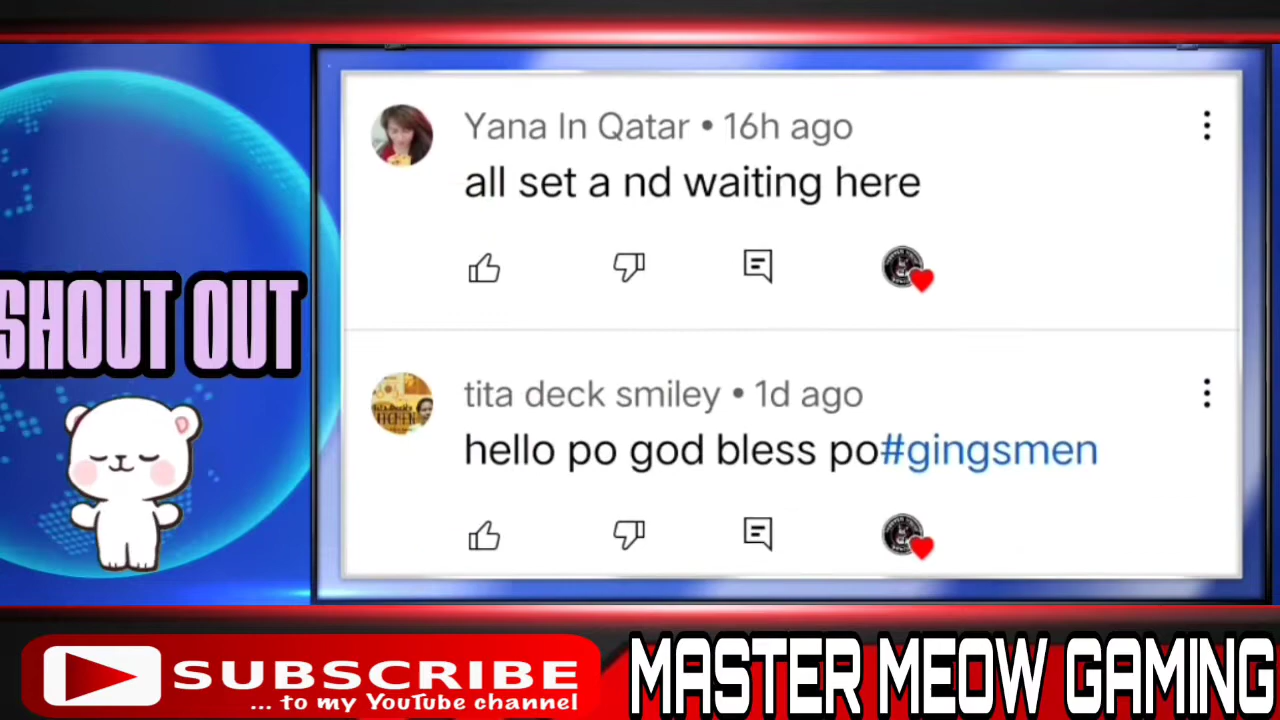 Yana In Qatar • 16h ago
all set a nd waiting here
SHOUT OUT
tita deck smiley • 1d ago
hello po god bless po#gingsmen
SUBSCRIBE
... to my YouTube channel
MASTER MEOW GAMING